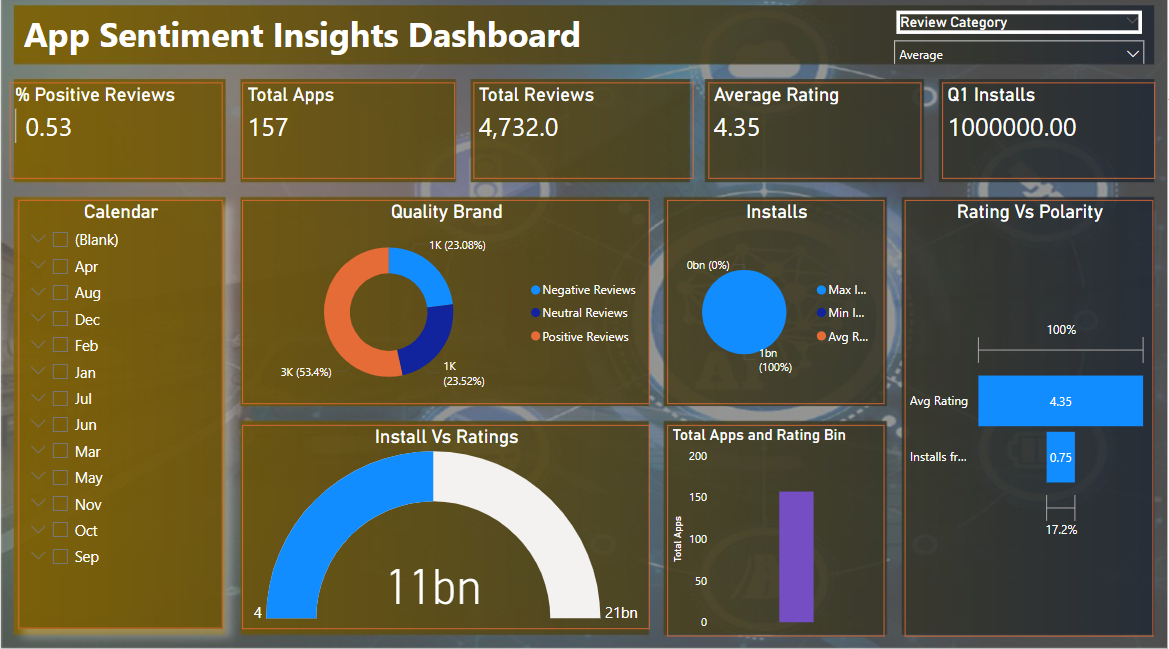 App Sentiment Insights Dashboard
Review Category
Average
% Positive Reviews
0.53
Total Apps
157
Total Reviews
4,732.0
Average Rating
4.35
Q1 Installs
1000000.00
Calendar
(Blank)
Apr
Aug
Dec
Feb
Jan
Jul
Jun
Mar
May
Nov
Oct
Sep
Quality Brand
1K (23.08%)
1K
(23.52%)
3K (53.4%)
Negative Reviews
Neutral Reviews
Positive Reviews
Installs
0bn (0%)
1bn
(100%)
Max I...
Min I...
Avg R...
Rating Vs Polarity
100%
Avg Rating
4.35
Installs fr...
0.75
17.2%
Install Vs Ratings
11bn
4
21bn
Total Apps and Rating Bin
Total Apps
200
150
100
50
0